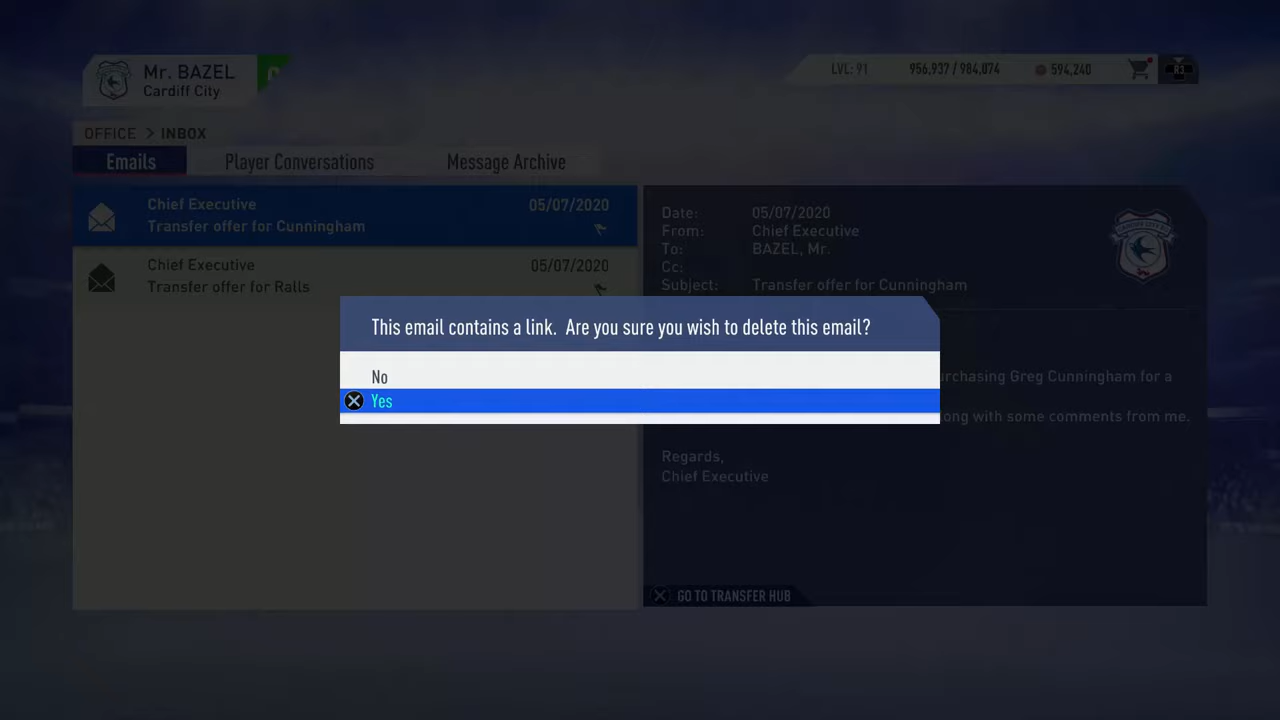 Mr. BAZEL
Cardiff City
LVL: 91 956,937 / 984,074 594,240 R3
OFFICE > INBOX
Emails Player Conversations Message Archive
Chief Executive 05/07/2020
Transfer offer for Cunningham
Chief Executive 05/07/2020
Transfer offer for Ralls
Date: 05/07/2020
From: Chief Executive
To: BAZEL, Mr.
Cc:
Subject: Transfer offer for Cunningham
This email contains a link. Are you sure you wish to delete this email?
No
Yes
Greg Cunningham for a
with some comments from me.
Regards,
Chief Executive
GO TO TRANSFER HUB